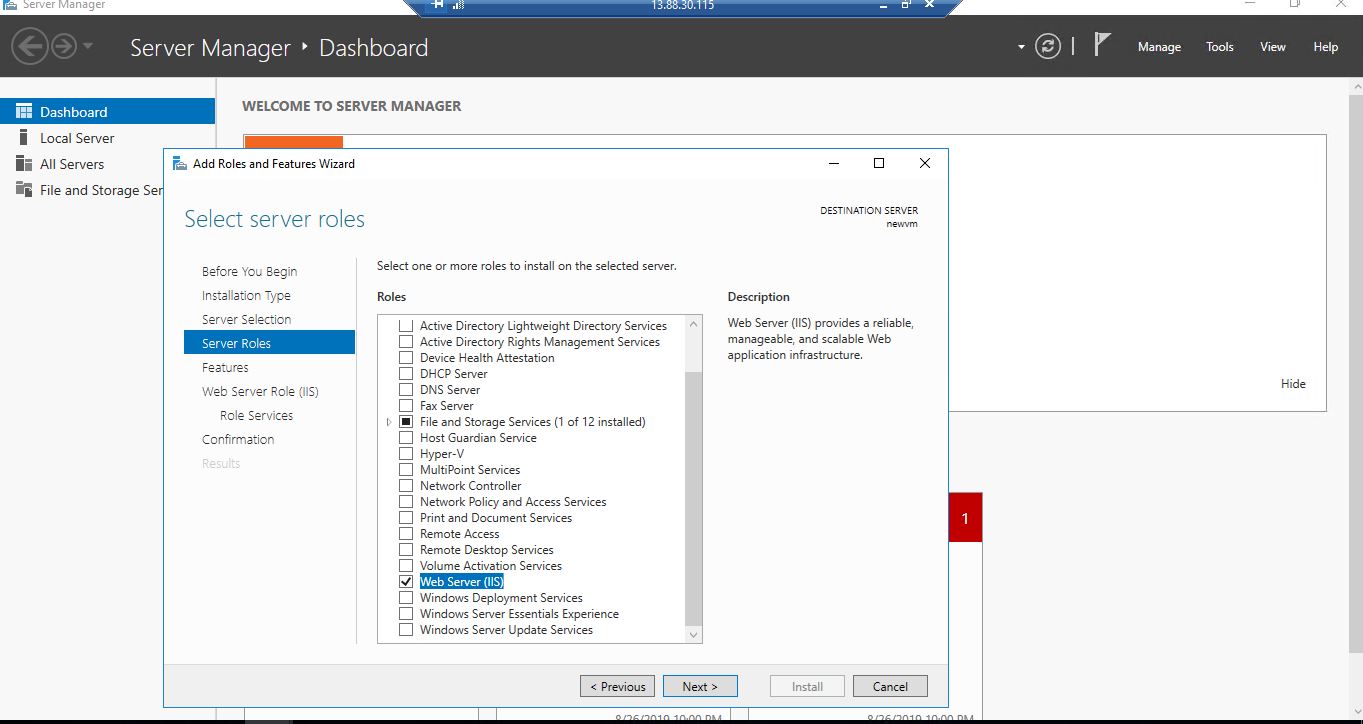 Server Manager
13.88.30.115
Server Manager ‣ Dashboard
Manage Tools View Help
Dashboard
Local Server
All Servers
File and Storage Ser
WELCOME TO SERVER MANAGER
Hide
1
Add Roles and Features Wizard
Select server roles
DESTINATION SERVER
newvm
Before You Begin
Installation Type
Server Selection
Server Roles
Features
Web Server Role (IIS)
Role Services
Confirmation
Results
Select one or more roles to install on the selected server.
Roles
Active Directory Lightweight Directory Services
Active Directory Rights Management Services
Device Health Attestation
DHCP Server
DNS Server
Fax Server
File and Storage Services (1 of 12 installed)
Host Guardian Service
Hyper-V
MultiPoint Services
Network Controller
Network Policy and Access Services
Print and Document Services
Remote Access
Remote Desktop Services
Volume Activation Services
Web Server (IIS)
Windows Deployment Services
Windows Server Essentials Experience
Windows Server Update Services
Description
Web Server (IIS) provides a reliable,
manageable, and scalable Web
application infrastructure.
< Previous Next > Install Cancel
8/26/2019 10:00 PM 8/26/2019 10:00 PM